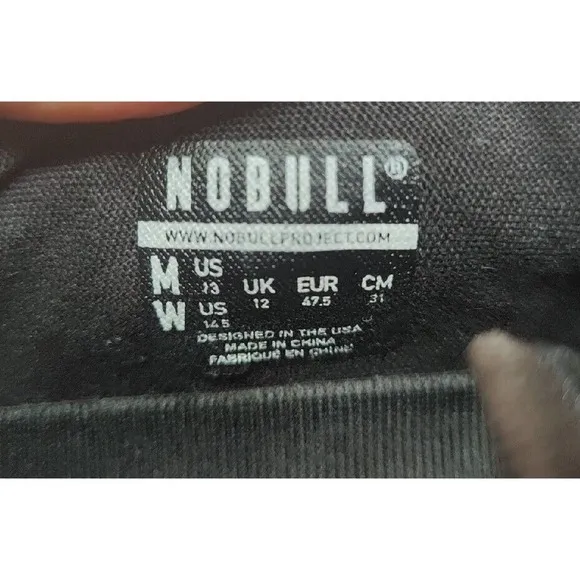 NOBULL®
WWW.NOBULLPROJECT.COM
M US 13 UK 12 EUR 47.5 CM 31
W US 14.5
DESIGNED IN THE USA
MADE IN CHINA
FABRIQUÉ EN CHINE